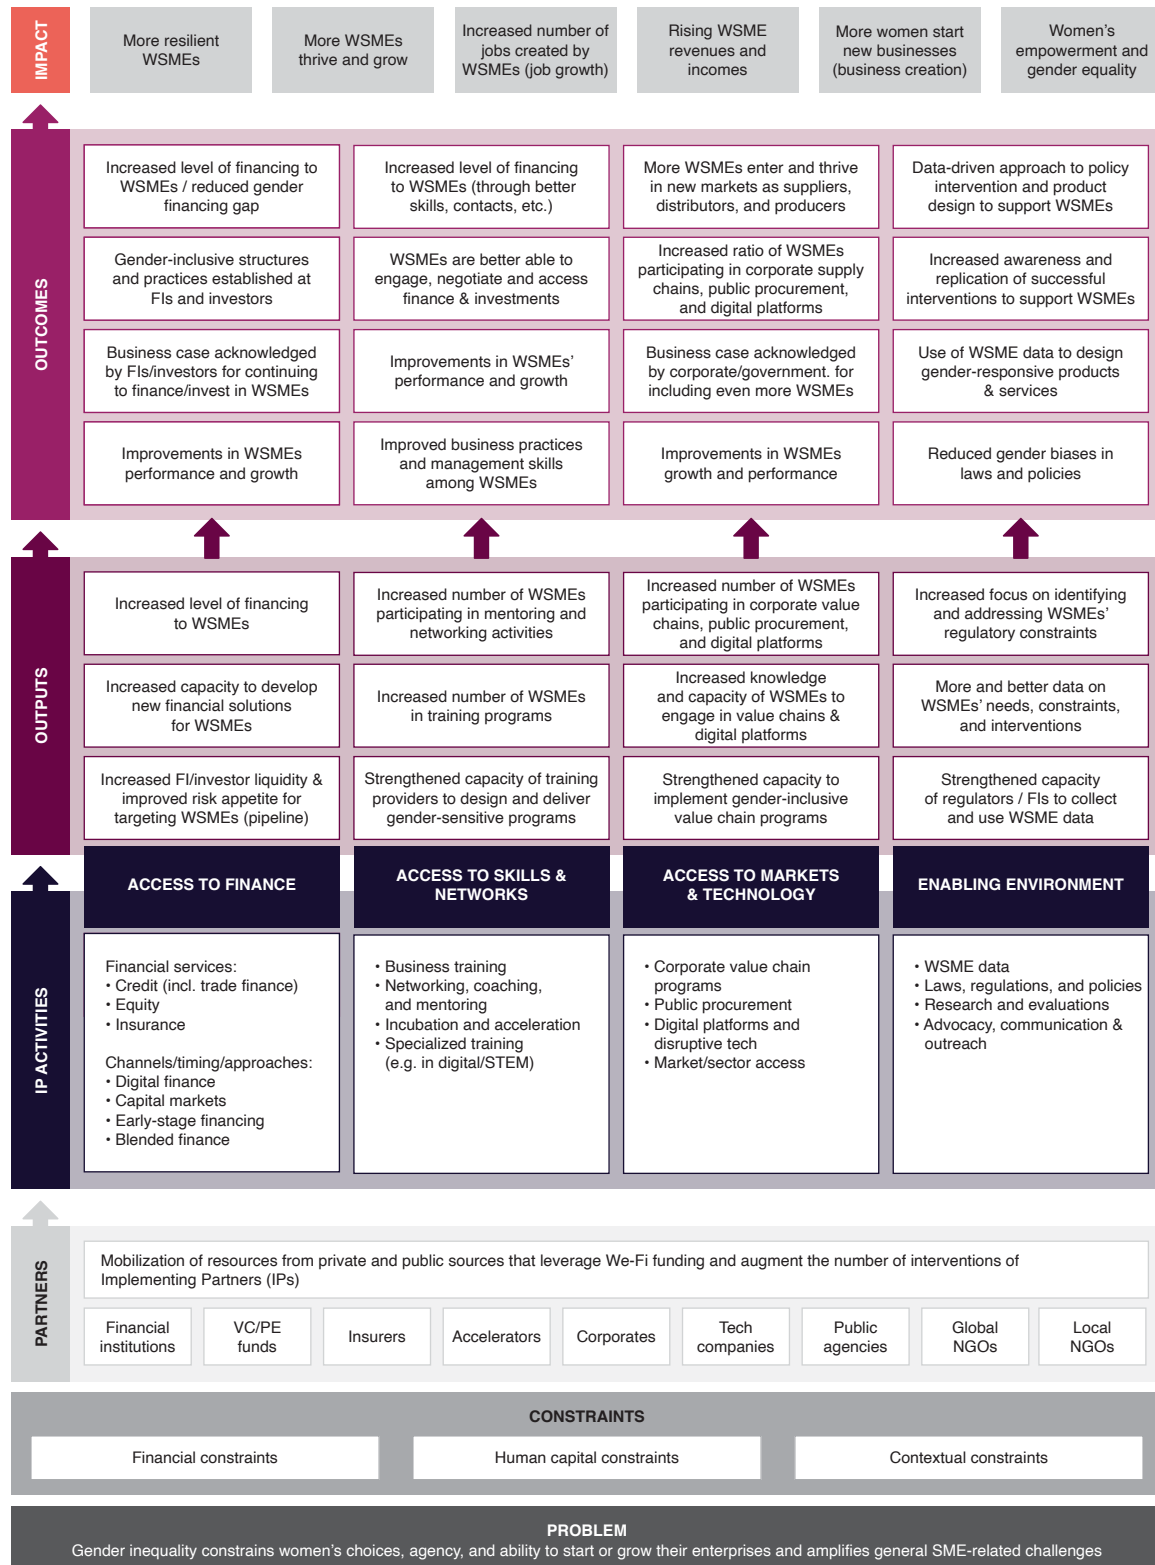 IMPACT
More resilient
WSMEs
More WSMEs
thrive and grow
Increased number of
jobs created by
WSMEs (job growth)
Rising WSME
revenues and
incomes
More women start
new businesses
(business creation)
Women's
empowerment and
gender equality
OUTCOMES
Increased level of financing to
WSMEs / reduced gender
financing gap
Increased level of financing
to WSMEs (through better
skills, contacts, etc.)
More WSMEs enter and thrive
in new markets as suppliers,
distributors, and producers
Data-driven approach to policy
intervention and product
design to support WSMEs
Gender-inclusive structures
and practices established at
FIs and investors
WSMEs are better able to
engage, negotiate and access
finance & investments
Increased ratio of WSMEs
participating in corporate supply
chains, public procurement,
and digital platforms
Increased awareness and
replication of successful
interventions to support WSMEs
Business case acknowledged
by FIs/investors for continuing
to finance/invest in WSMEs
Improvements in WSMEs'
performance and growth
Business case acknowledged
by corporate/government. for
including even more WSMEs
Use of WSME data to design
gender-responsive products
& services
Improvements in WSMEs
performance and growth
Improved business practices
and management skills
among WSMEs
Improvements in WSMEs
growth and performance
Reduced gender biases in
laws and policies
OUTPUTS
Increased level of financing
to WSMEs
Increased number of WSMEs
participating in mentoring and
networking activities
Increased number of WSMEs
participating in corporate value
chains, public procurement,
and digital platforms
Increased focus on identifying
and addressing WSMEs'
regulatory constraints
Increased capacity to develop
new financial solutions
for WSMEs
Increased number of WSMEs
in training programs
Increased knowledge
and capacity of WSMEs to
engage in value chains &
digital platforms
More and better data on
WSMEs' needs, constraints,
and interventions
Increased FI/investor liquidity &
improved risk appetite for
targeting WSMEs (pipeline)
Strengthened capacity of training
providers to design and deliver
gender-sensitive programs
Strengthened capacity to
implement gender-inclusive
value chain programs
Strengthened capacity
of regulators / FIs to collect
and use WSME data
IP ACTIVITIES
ACCESS TO FINANCE
ACCESS TO SKILLS &
NETWORKS
ACCESS TO MARKETS
& TECHNOLOGY
ENABLING ENVIRONMENT
Financial services:
• Credit (incl. trade finance)
• Equity
• Insurance
Channels/timing/approaches:
• Digital finance
• Capital markets
• Early-stage financing
• Blended finance
• Business training
• Networking, coaching,
and mentoring
• Incubation and acceleration
• Specialized training
(e.g. in digital/STEM)
• Corporate value chain
programs
• Public procurement
• Digital platforms and
disruptive tech
• Market/sector access
• WSME data
• Laws, regulations, and policies
• Research and evaluations
• Advocacy, communication &
outreach
PARTNERS
Mobilization of resources from private and public sources that leverage We-Fi funding and augment the number of interventions of
Implementing Partners (IPs)
Financial
institutions
VC/PE
funds
Insurers
Accelerators
Corporates
Tech
companies
Public
agencies
Global
NGOs
Local
NGOs
CONSTRAINTS
Financial constraints
Human capital constraints
Contextual constraints
PROBLEM
Gender inequality constrains women's choices, agency, and ability to start or grow their enterprises and amplifies general SME-related challenges